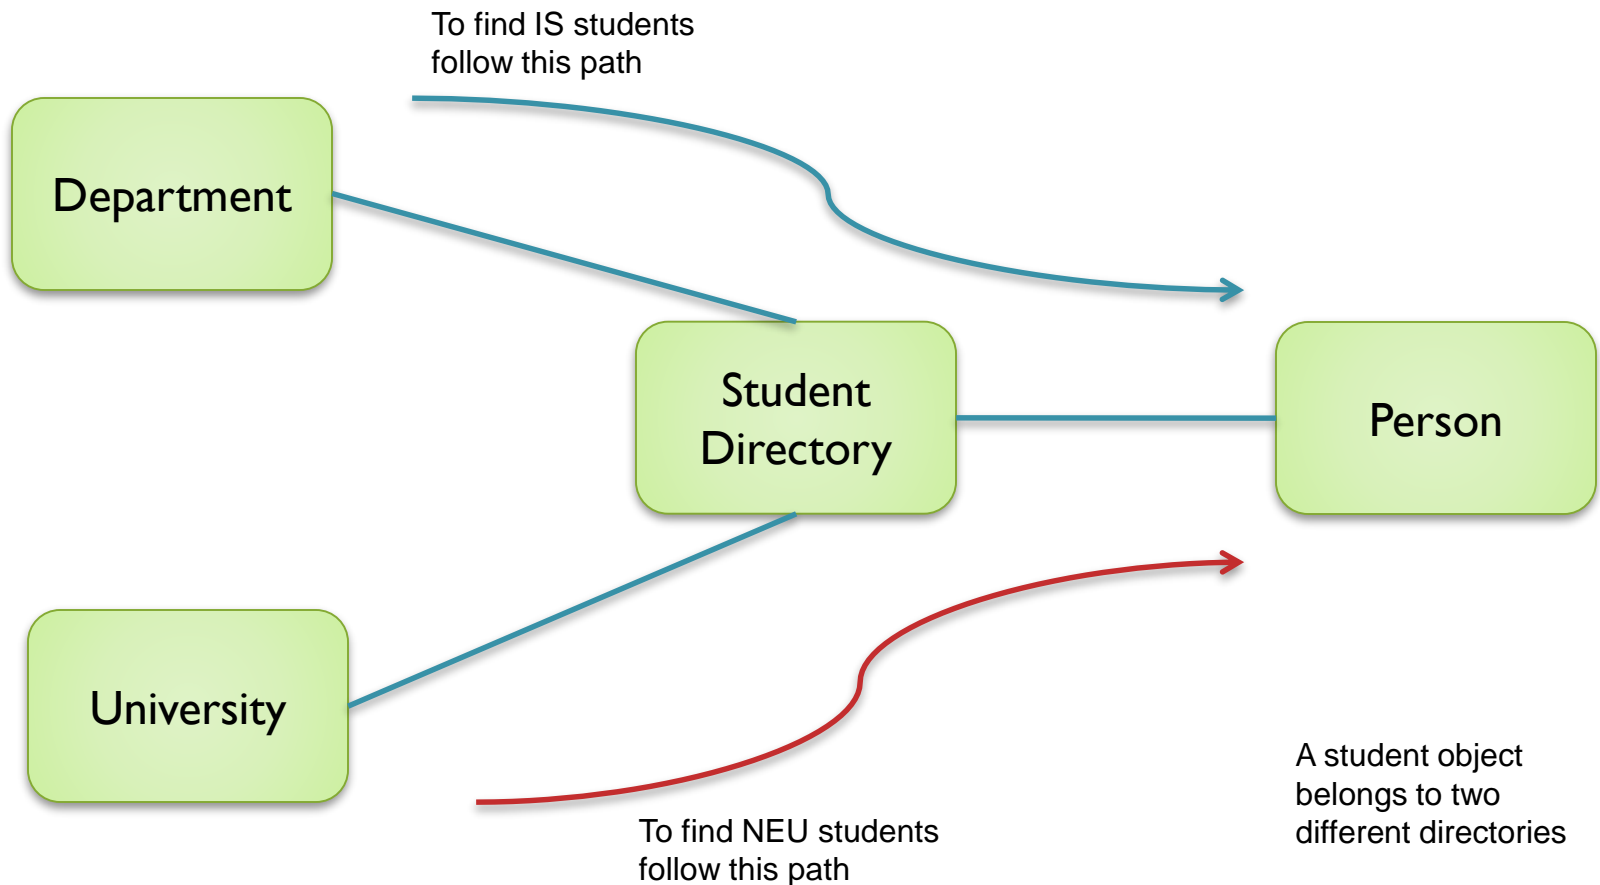 To find IS students
follow this path
Department
Student
Directory
Person
University
A student object
belongs to two
different directories
To find NEU students
follow this path